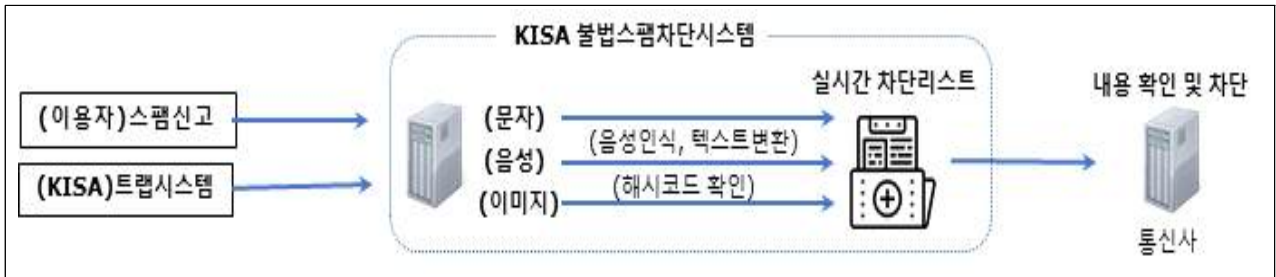 KISA 불법스팸차단시스템
(이용자)스팸신고
(KISA)트랩시스템
(문자)
(음성)
(이미지)
(음성인식, 텍스트변환)
(해시코드 확인)
실시간 차단리스트
내용 확인 및 차단
통신사